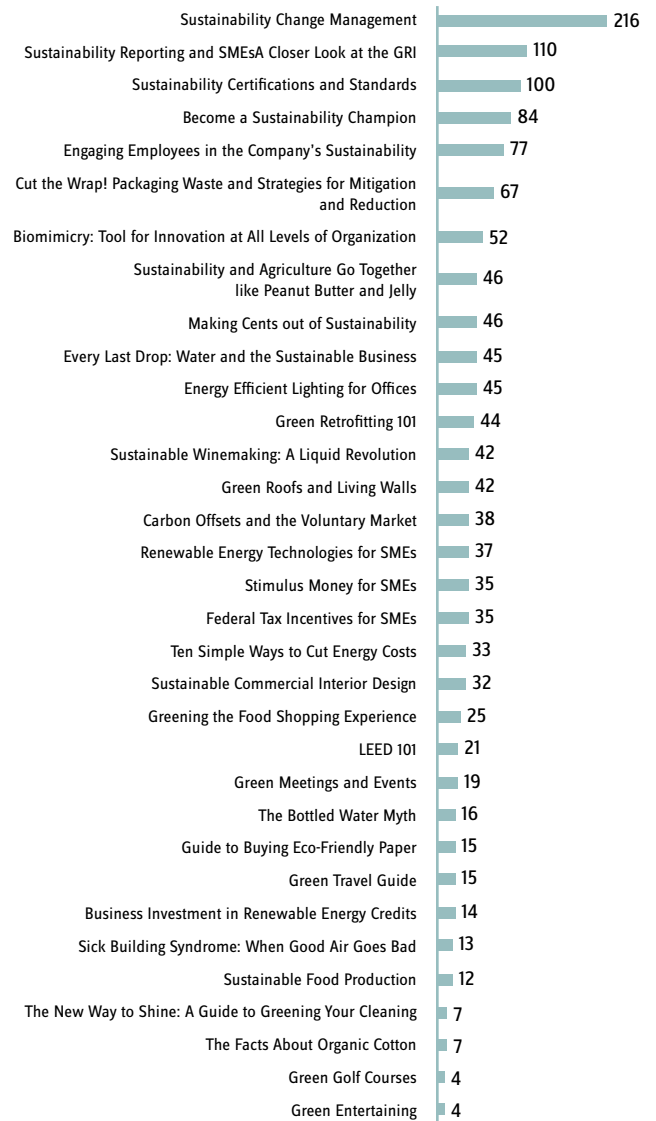 Sustainability Change Management 216
Sustainability Reporting and SMEsA Closer Look at the GRI 110
Sustainability Certifications and Standards 100
Become a Sustainability Champion 84
Engaging Employees in the Company's Sustainability 77
Cut the Wrap! Packaging Waste and Strategies for Mitigation
and Reduction 67
Biomimicry: Tool for Innovation at All Levels of Organization 52
Sustainability and Agriculture Go Together
like Peanut Butter and Jelly 46
Making Cents out of Sustainability 46
Every Last Drop: Water and the Sustainable Business 45
Energy Efficient Lighting for Offices 45
Green Retrofitting 101 44
Sustainable Winemaking: A Liquid Revolution 42
Green Roofs and Living Walls 42
Carbon Offsets and the Voluntary Market 38
Renewable Energy Technologies for SMEs 37
Stimulus Money for SMEs 35
Federal Tax Incentives for SMEs 35
Ten Simple Ways to Cut Energy Costs 33
Sustainable Commercial Interior Design 32
Greening the Food Shopping Experience 25
LEED 101 21
Green Meetings and Events 19
The Bottled Water Myth 16
Guide to Buying Eco-Friendly Paper 15
Green Travel Guide 15
Business Investment in Renewable Energy Credits 14
Sick Building Syndrome: When Good Air Goes Bad 13
Sustainable Food Production 12
The New Way to Shine: A Guide to Greening Your Cleaning 7
The Facts About Organic Cotton 7
Green Golf Courses 4
Green Entertaining 4